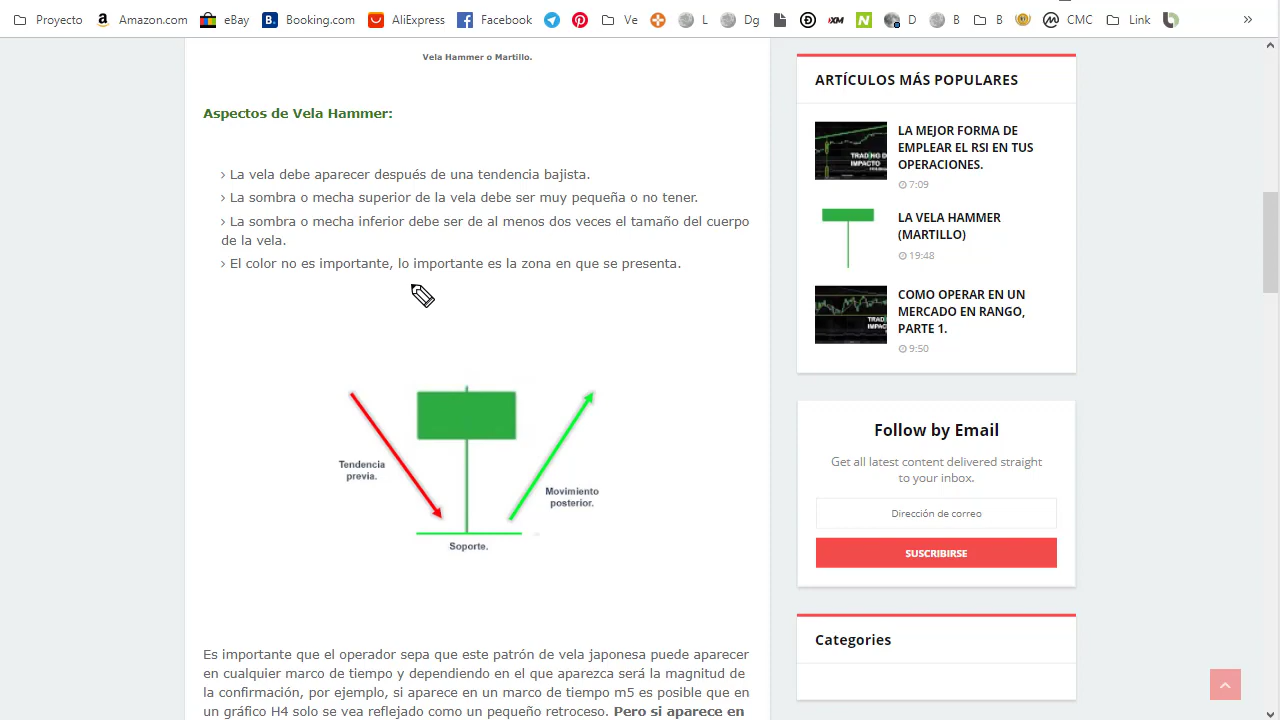 Proyecto Amazon.com eBay Booking.com AliExpress Facebook Ve L Dg B B CMC Link
Vela Hammer o Martillo.
Aspectos de Vela Hammer:
› La vela debe aparecer después de una tendencia bajista.
› La sombra o mecha superior de la vela debe ser muy pequeña o no tener.
› La sombra o mecha inferior debe ser de al menos dos veces el tamaño del cuerpo
de la vela.
› El color no es importante, lo importante es la zona en que se presenta.
Tendencia
previa.
Movimiento
posterior.
Soporte.
Es importante que el operador sepa que este patrón de vela japonesa puede aparecer
en cualquier marco de tiempo y dependiendo en el que aparezca será la magnitud de
la confirmación, por ejemplo, si aparece en un marco de tiempo m5 es posible que en
un gráfico H4 solo se vea reflejado como un pequeño retroceso. Pero si aparece en
ARTÍCULOS MÁS POPULARES
LA MEJOR FORMA DE
EMPLEAR EL RSI EN TUS
OPERACIONES.
7:09
LA VELA HAMMER
(MARTILLO)
19:48
COMO OPERAR EN UN
MERCADO EN RANGO,
PARTE 1.
9:50
Follow by Email
Get all latest content delivered straight
to your inbox.
Dirección de correo
SUSCRIBIRSE
Categories